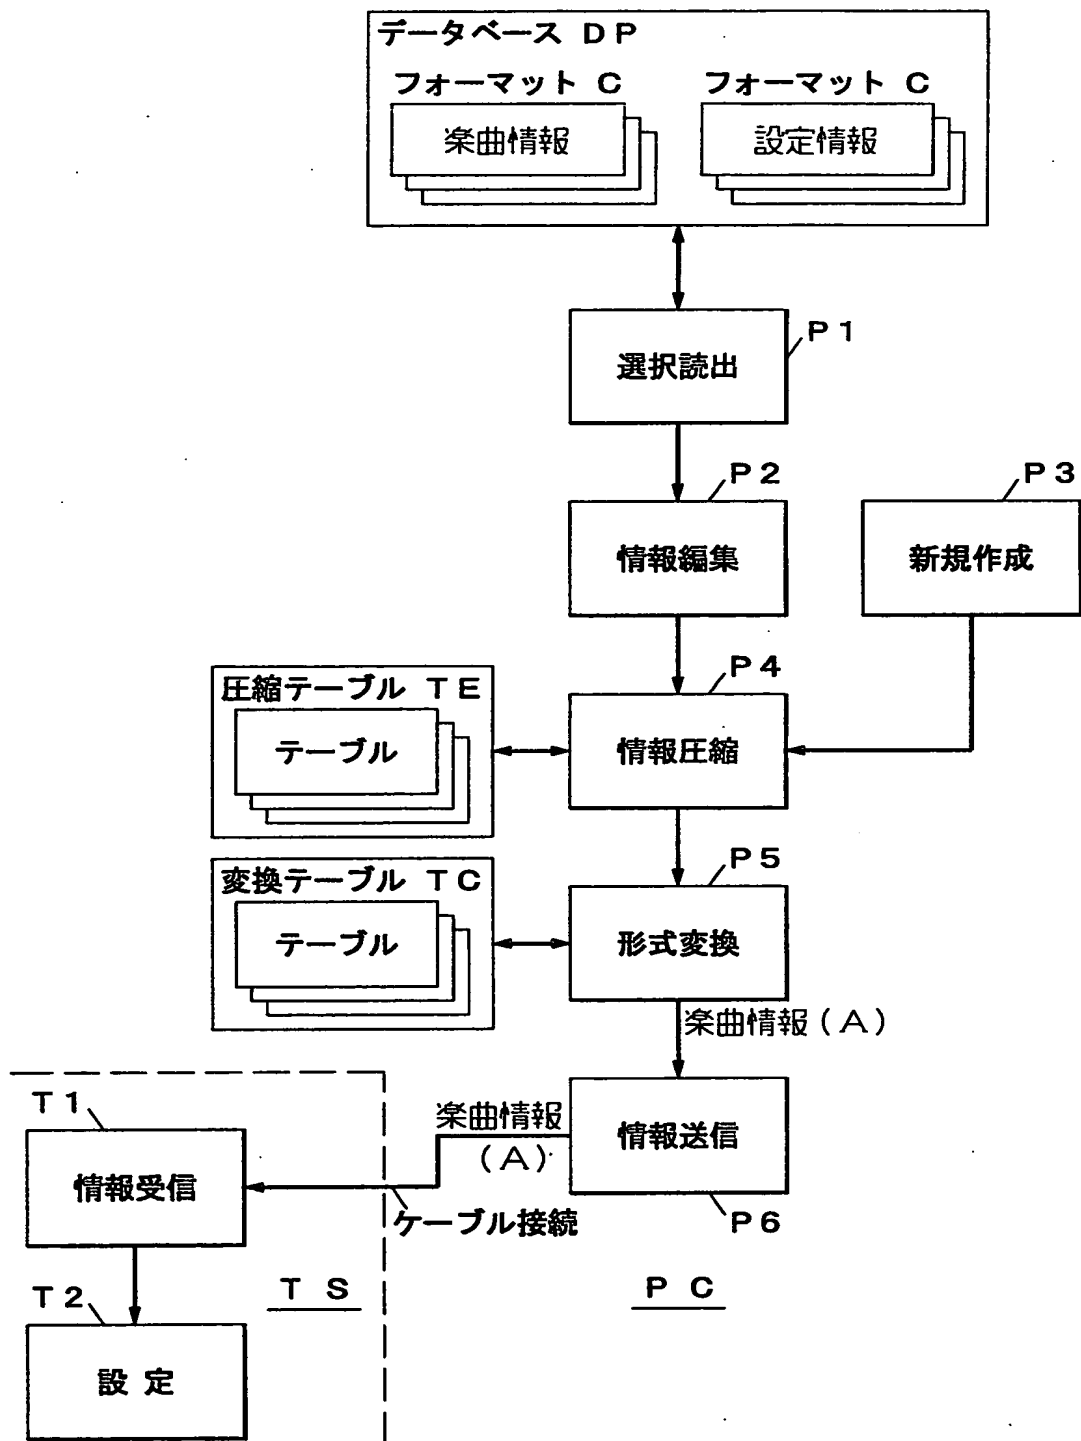 データベース DP
フォーマット C
フォーマット C
楽曲情報
設定情報
P1
選択読出
P2
情報編集
P3
新規作成
圧縮テーブル TE
テーブル
P4
情報圧縮
変換テーブル TC
テーブル
P5
形式変換
楽曲情報(A)
T1
情報受信
楽曲情報
(A)
情報送信
P6
ケーブル接続
T2
設 定
T S
P C